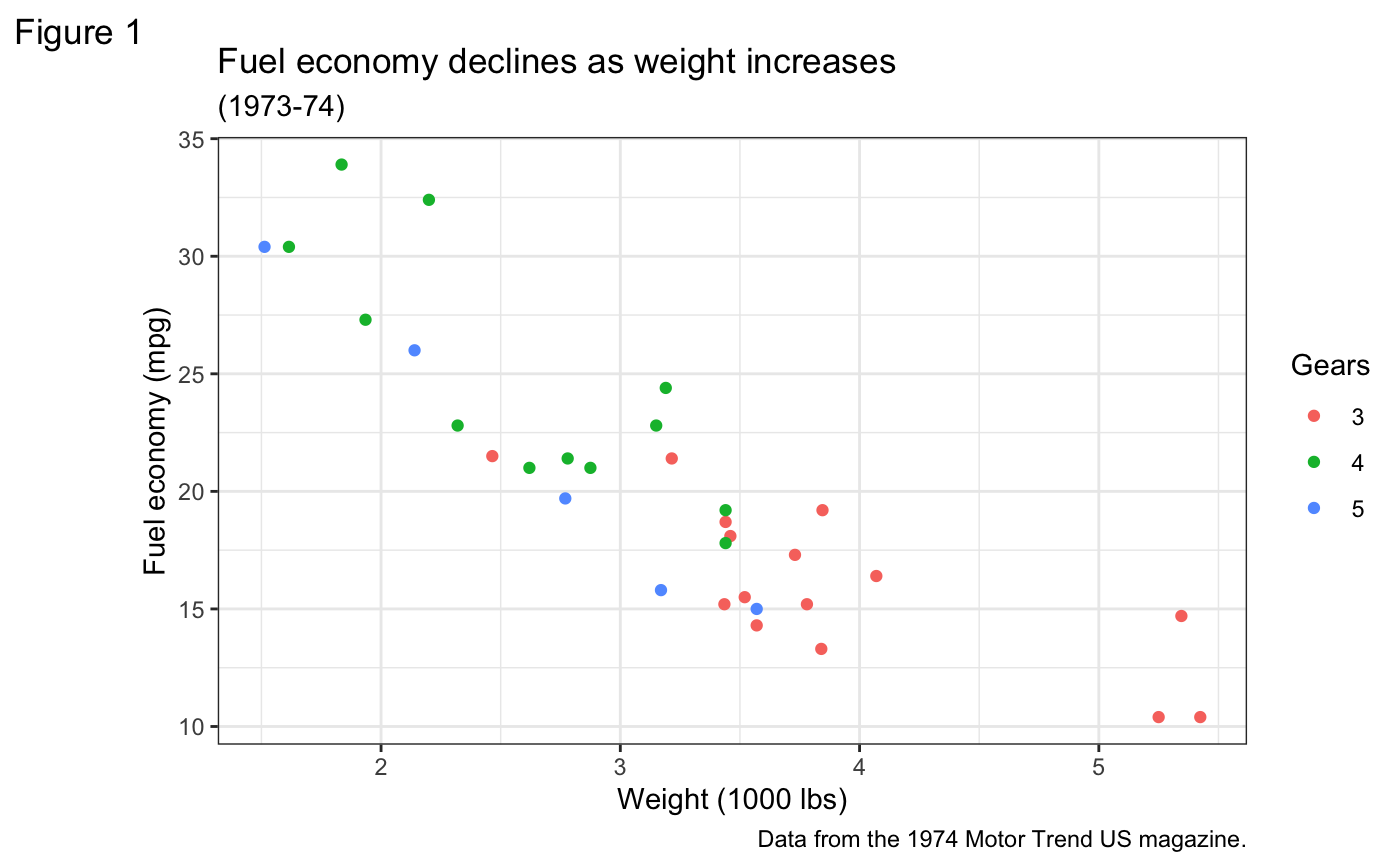 Figure 1
Fuel economy declines as weight increases
(1973-74)
35
30
25
20
15
10
Fuel economy (mpg)
2
3
4
5
Weight (1000 lbs)
Gears
3
4
5
Data from the 1974 Motor Trend US magazine.